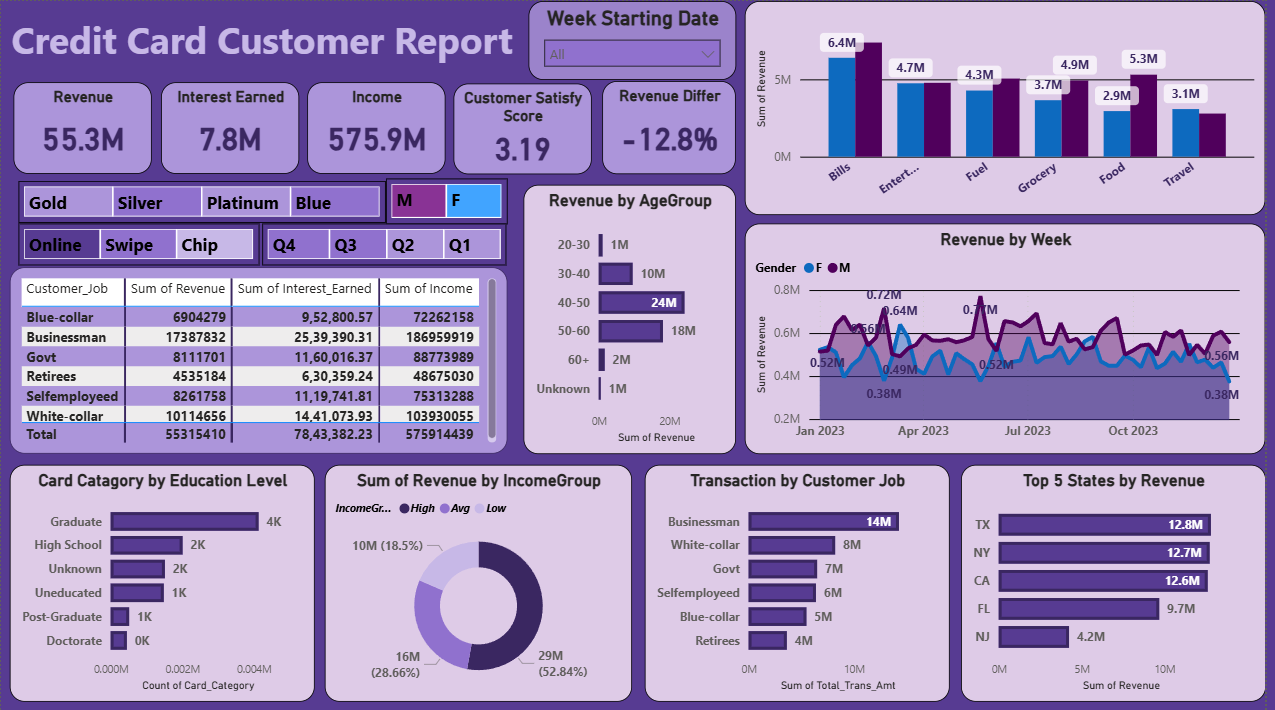 Credit Card Customer Report
Week Starting Date
All
Revenue
55.3M
Interest Earned
7.8M
Income
575.9M
Customer Satisfy
Score
3.19
Revenue Differ
-12.8%
Gold Silver Platinum Blue
M F
Online Swipe Chip
Q4 Q3 Q2 Q1
Customer_Job Sum of Revenue Sum of Interest_Earned Sum of Income
Blue-collar 6904279 9,52,800.57 72262158
Businessman 17387832 25,39,390.31 186959919
Govt 8111701 11,60,016.37 88773989
Retirees 4535184 6,30,359.24 48675030
Selfemployeed 8261758 11,19,741.81 75313288
White-collar 10114656 14,41,073.93 103930055
Total 55315410 78,43,382.23 575914439
Revenue by AgeGroup
20-30 1M
30-40 10M
40-50 24M
50-60 18M
60+ 2M
Unknown 1M
0M 20M
Sum of Revenue
Sum of Revenue
5M
0M
6.4M
4.7M
4.3M
3.7M
4.9M
2.9M
5.3M
3.1M
Bills
Entert...
Fuel
Grocery
Food
Travel
Revenue by Week
Gender F M
Sum of Revenue
0.8M
0.6M
0.4M
0.2M
0.72M
0.64M
0.77M
0.56M
0.52M
0.49M
0.52M
0.56M
0.38M
0.38M
Jan 2023 Apr 2023 Jul 2023 Oct 2023
Card Catagory by Education Level
Graduate 4K
High School 2K
Unknown 2K
Uneducated 1K
Post-Graduate 1K
Doctorate 0K
0.000M 0.002M 0.004M
Count of Card_Category
Sum of Revenue by IncomeGroup
IncomeGr... High Avg Low
10M (18.5%)
16M
(28.66%)
29M
(52.84%)
Transaction by Customer Job
Businessman 14M
White-collar 8M
Govt 7M
Selfemployeed 6M
Blue-collar 5M
Retirees 4M
0M 10M
Sum of Total_Trans_Amt
Top 5 States by Revenue
TX 12.8M
NY 12.7M
CA 12.6M
FL 9.7M
NJ 4.2M
0M 5M 10M
Sum of Revenue